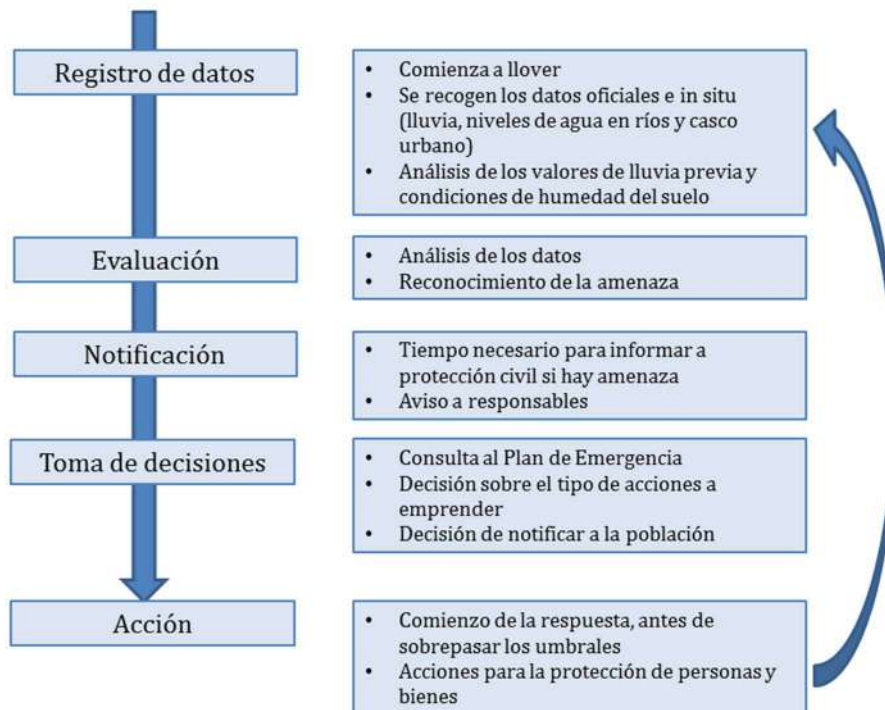 Registro de datos
• Comienza a llover
• Se recogen los datos oficiales e in situ
(lluvia, niveles de agua en ríos y casco
urbano)
• Análisis de los valores de lluvia previa y
condiciones de humedad del suelo
Evaluación
• Análisis de los datos
• Reconocimiento de la amenaza
Notificación
• Tiempo necesario para informar a
protección civil si hay amenaza
• Aviso a responsables
Toma de decisiones
• Consulta al Plan de Emergencia
• Decisión sobre el tipo de acciones a
emprender
• Decisión de notificar a la población
Acción
• Comienzo de la respuesta, antes de
sobrepasar los umbrales
• Acciones para la protección de personas y
bienes